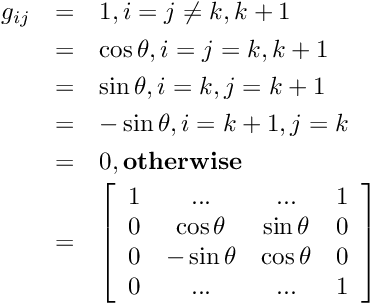 g_{ij} = 1, i = j ≠ k, k + 1
= cos θ, i = j = k, k + 1
= sin θ, i = k, j = k + 1
= − sin θ, i = k + 1, j = k
= 0, otherwise
= [ 1 ... ... 1
0 cos θ sin θ 0
0 − sin θ cos θ 0
0 ... ... 1 ]